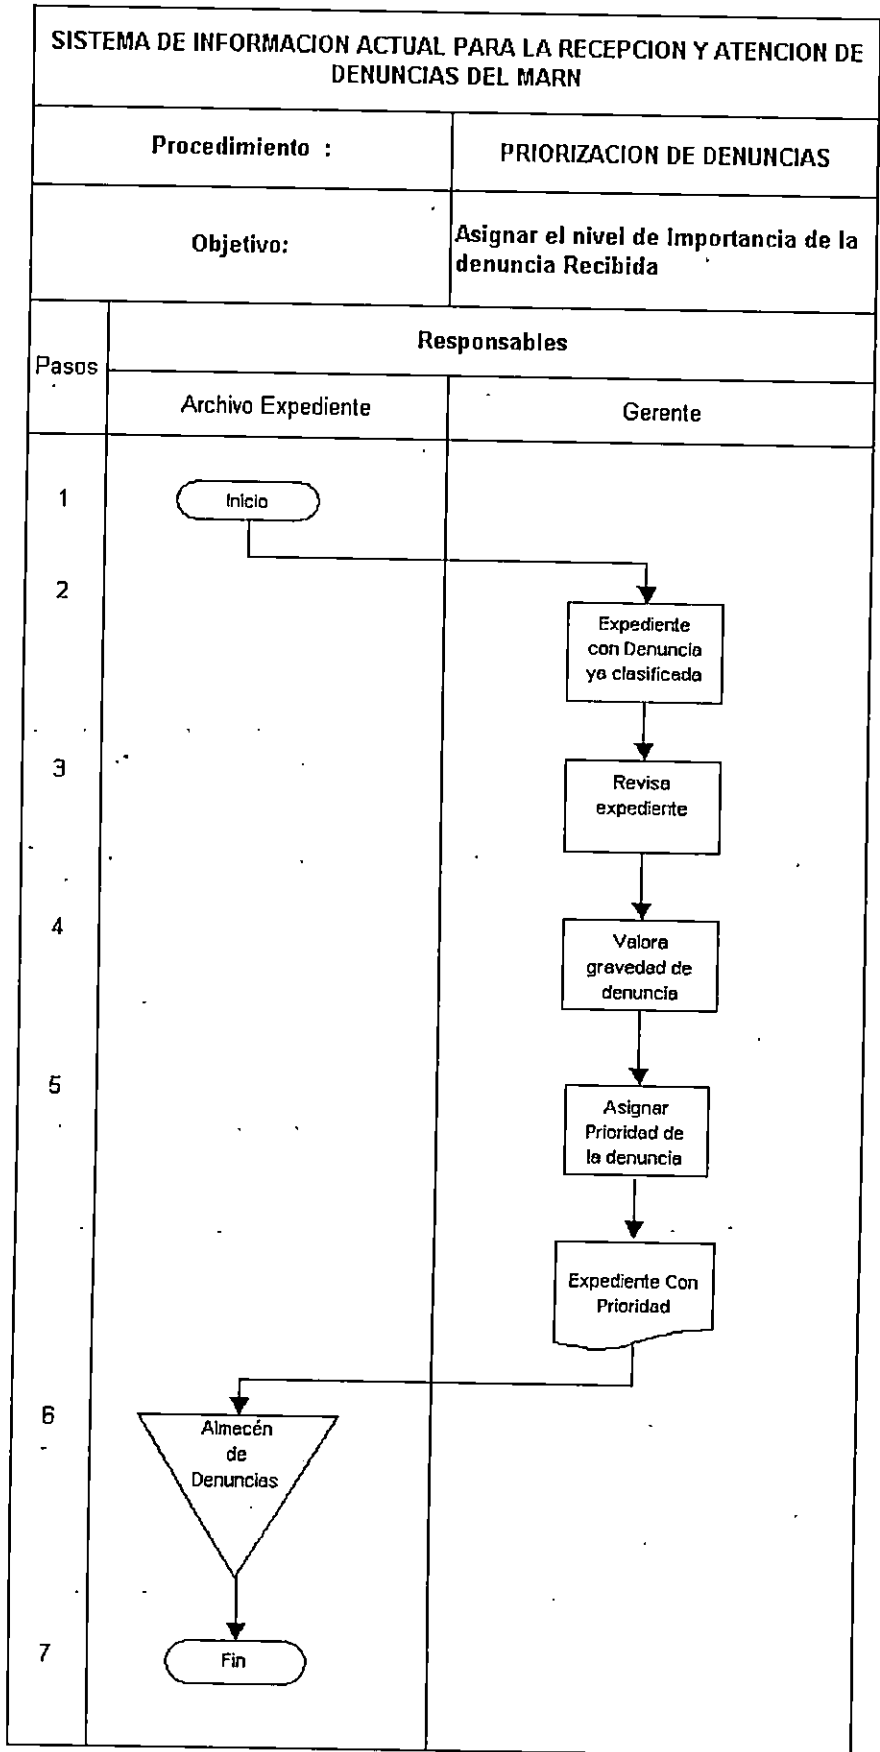 SISTEMA DE INFORMACION ACTUAL PARA LA RECEPCION Y ATENCION DE
DENUNCIAS DEL MARN
Procedimiento :
PRIORIZACION DE DENUNCIAS
Objetivo:
Asignar el nivel de Importancia de la
denuncia Recibida
Pasos
Responsables
Archivo Expediente
Gerente
1
Inicio
2
Expediente
con Denuncia
ya clasificada
3
Revisa
expediente
4
Valora
gravedad de
denuncia
5
Asignar
Prioridad de
la denuncia
Expediente Con
Prioridad
6
Almacén
de
Denuncias
7
Fin